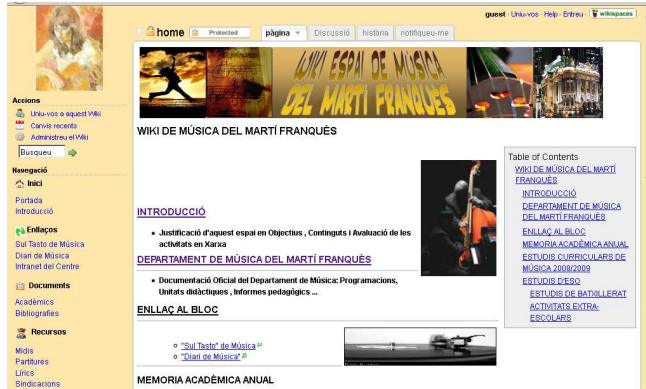 guest · Uniu-vos · Help · Entreu · wikispaces
home Protected pàgina Discussió història notifiqueu-me
WIKI ESPAI DE MÚSICA
DEL MARTÍ FRANQUÈS
Accions
Uniu-vos a aquest Wiki
Canvis recents
Administreu el Wiki
Busqueu
Navegació
Inici
Portada
Introducció
Enllaços
Sul Tasto de Música
Diari de Música
Intranet del Centre
Documents
Acadèmics
Bibliografies
Recursos
Midis
Partitures
Lírics
Sindicacions
WIKI DE MÚSICA DEL MARTÍ FRANQUÈS
INTRODUCCIÓ
Justificació d'aquest espai en Objectius , Continguts i Avaluació de les
activitats en Xarxa
DEPARTAMENT DE MÚSICA DEL MARTÍ FRANQUÈS
Documentació Oficial del Departament de Música: Programacions,
Unitats didàctiques , Informes pedagògics ...
ENLLAÇ AL BLOC
"Sul Tasto" de Música
"Diari de Música"
MEMORIA ACADÈMICA ANUAL
Table of Contents
WIKI DE MÚSICA DEL MARTÍ
FRANQUÈS
INTRODUCCIÓ
DEPARTAMENT DE MÚSICA
DEL MARTÍ FRANQUÈS
ENLLAÇ AL BLOC
MEMORIA ACADÈMICA ANUAL
ESTUDIS CURRICULARS DE
MÚSICA 2008/2009
ESTUDIS D'ESO
ESTUDIS DE BATXILLERAT
ACTIVITATS EXTRA-
ESCOLARS